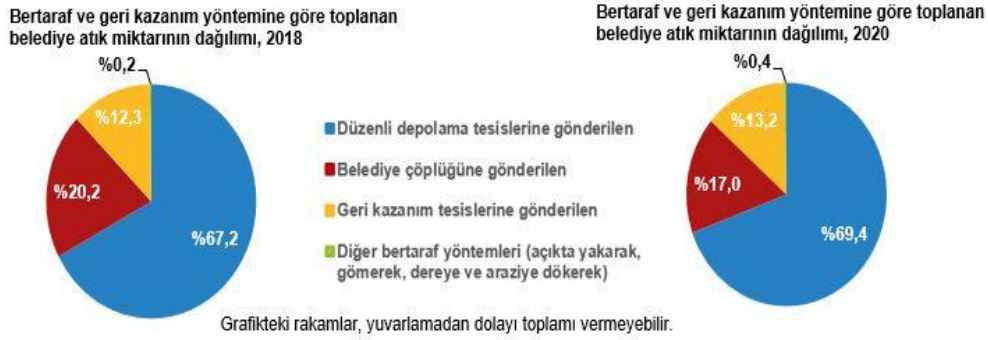 Bertaraf ve geri kazanım yöntemine göre toplanan
belediye atık miktarının dağılımı, 2018
%0,2
%12,3
%20,2
%67,2
Düzenli depolama tesislerine gönderilen
Belediye çöplüğüne gönderilen
Geri kazanım tesislerine gönderilen
Diğer bertaraf yöntemleri (açıkta yakarak,
gömerek, dereye ve araziye dökerek)
Bertaraf ve geri kazanım yöntemine göre toplanan
belediye atık miktarının dağılımı, 2020
%0,4
%13,2
%17,0
%69,4
Grafikteki rakamlar, yuvarlamadan dolayı toplamı vermeyebilir.